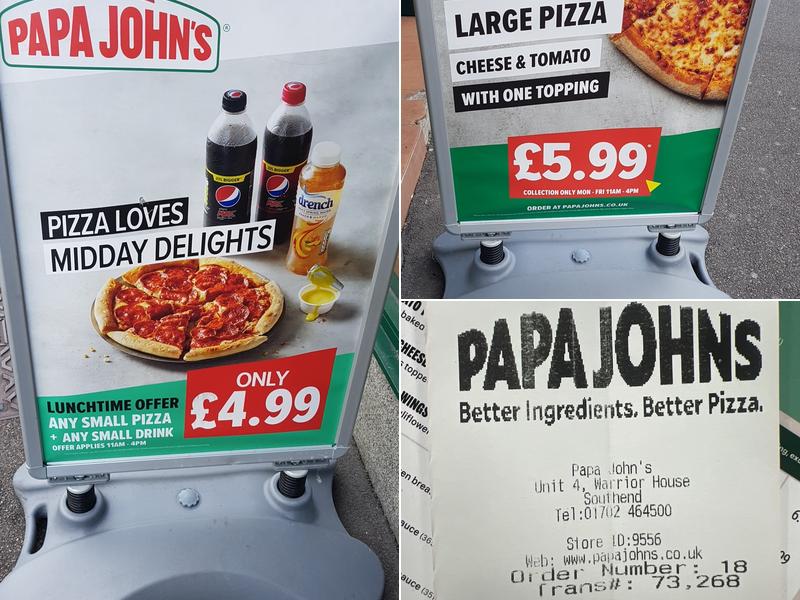 PAPA JOHN'S
PIZZA LOVES
MIDDAY DELIGHTS
drench
LUNCHTIME OFFER
ANY SMALL PIZZA
+ ANY SMALL DRINK
OFFER APPLIES 11AM - 4PM
ONLY
£4.99
LARGE PIZZA
CHEESE & TOMATO
WITH ONE TOPPING
£5.99
COLLECTION ONLY MON - FRI 11AM - 4PM
ORDER AT PAPAJOHNS.CO.UK
PAPA JOHNS
Better Ingredients. Better Pizza.
Papa John's
Unit 4, Warrior House
Southend
Tel:01702 464500
Store ID:9556
Web: www.papajohns.co.uk
Order Number: 18
Trans#: 73,268